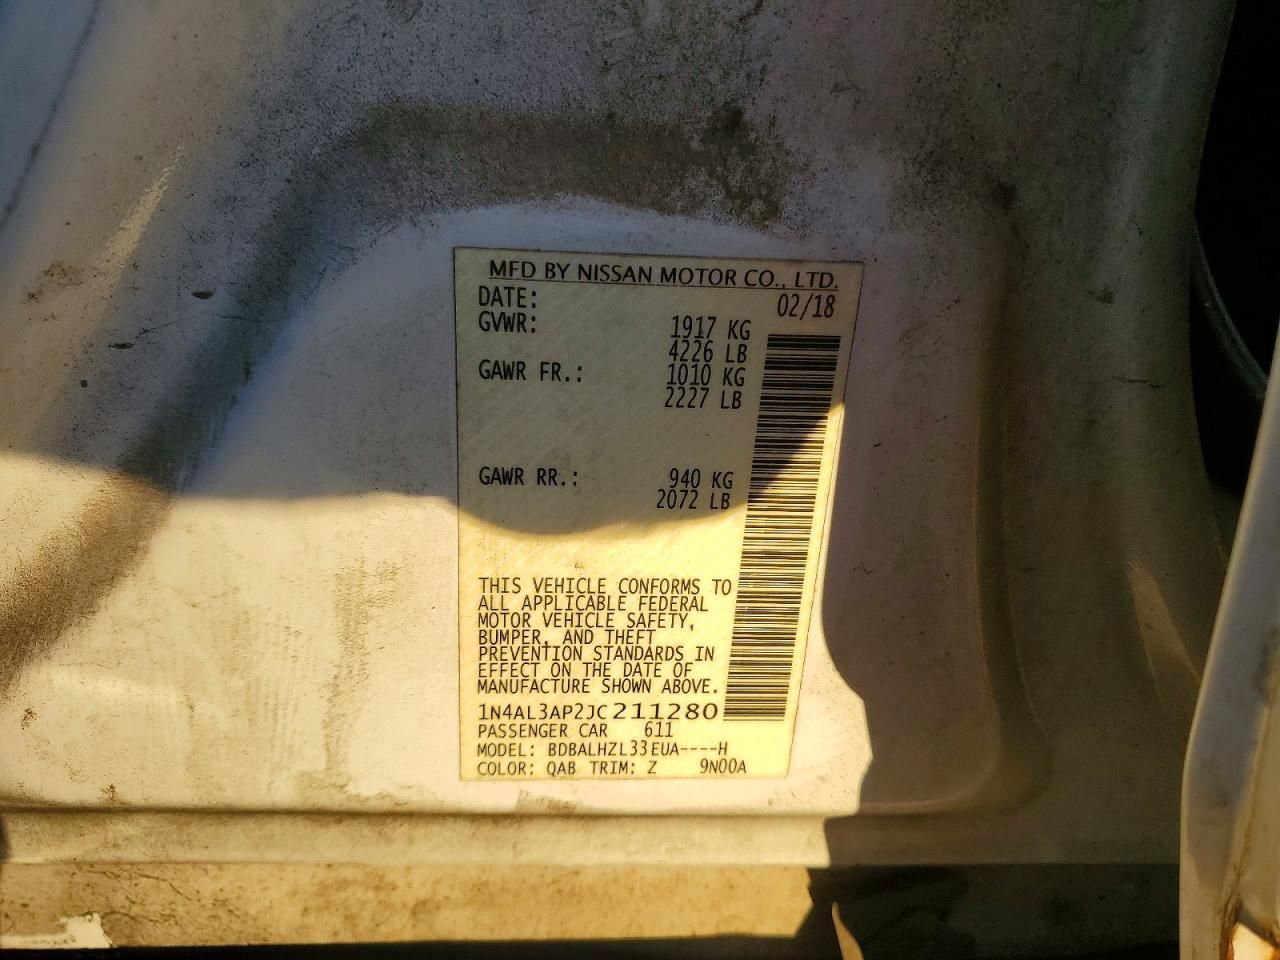 MFD BY NISSAN MOTOR CO., LTD.
DATE: 02/18
GVWR: 1917 KG
4226 LB
GAWR FR.: 1010 KG
2227 LB
GAWR RR.: 940 KG
2072 LB
THIS VEHICLE CONFORMS TO
ALL APPLICABLE FEDERAL
MOTOR VEHICLE SAFETY,
BUMPER, AND THEFT
PREVENTION STANDARDS IN
EFFECT ON THE DATE OF
MANUFACTURE SHOWN ABOVE.
1N4AL3AP2JC211280
PASSENGER CAR 611
MODEL: BDBALHZL33EUA----H
COLOR: QAB TRIM: Z 9N00A